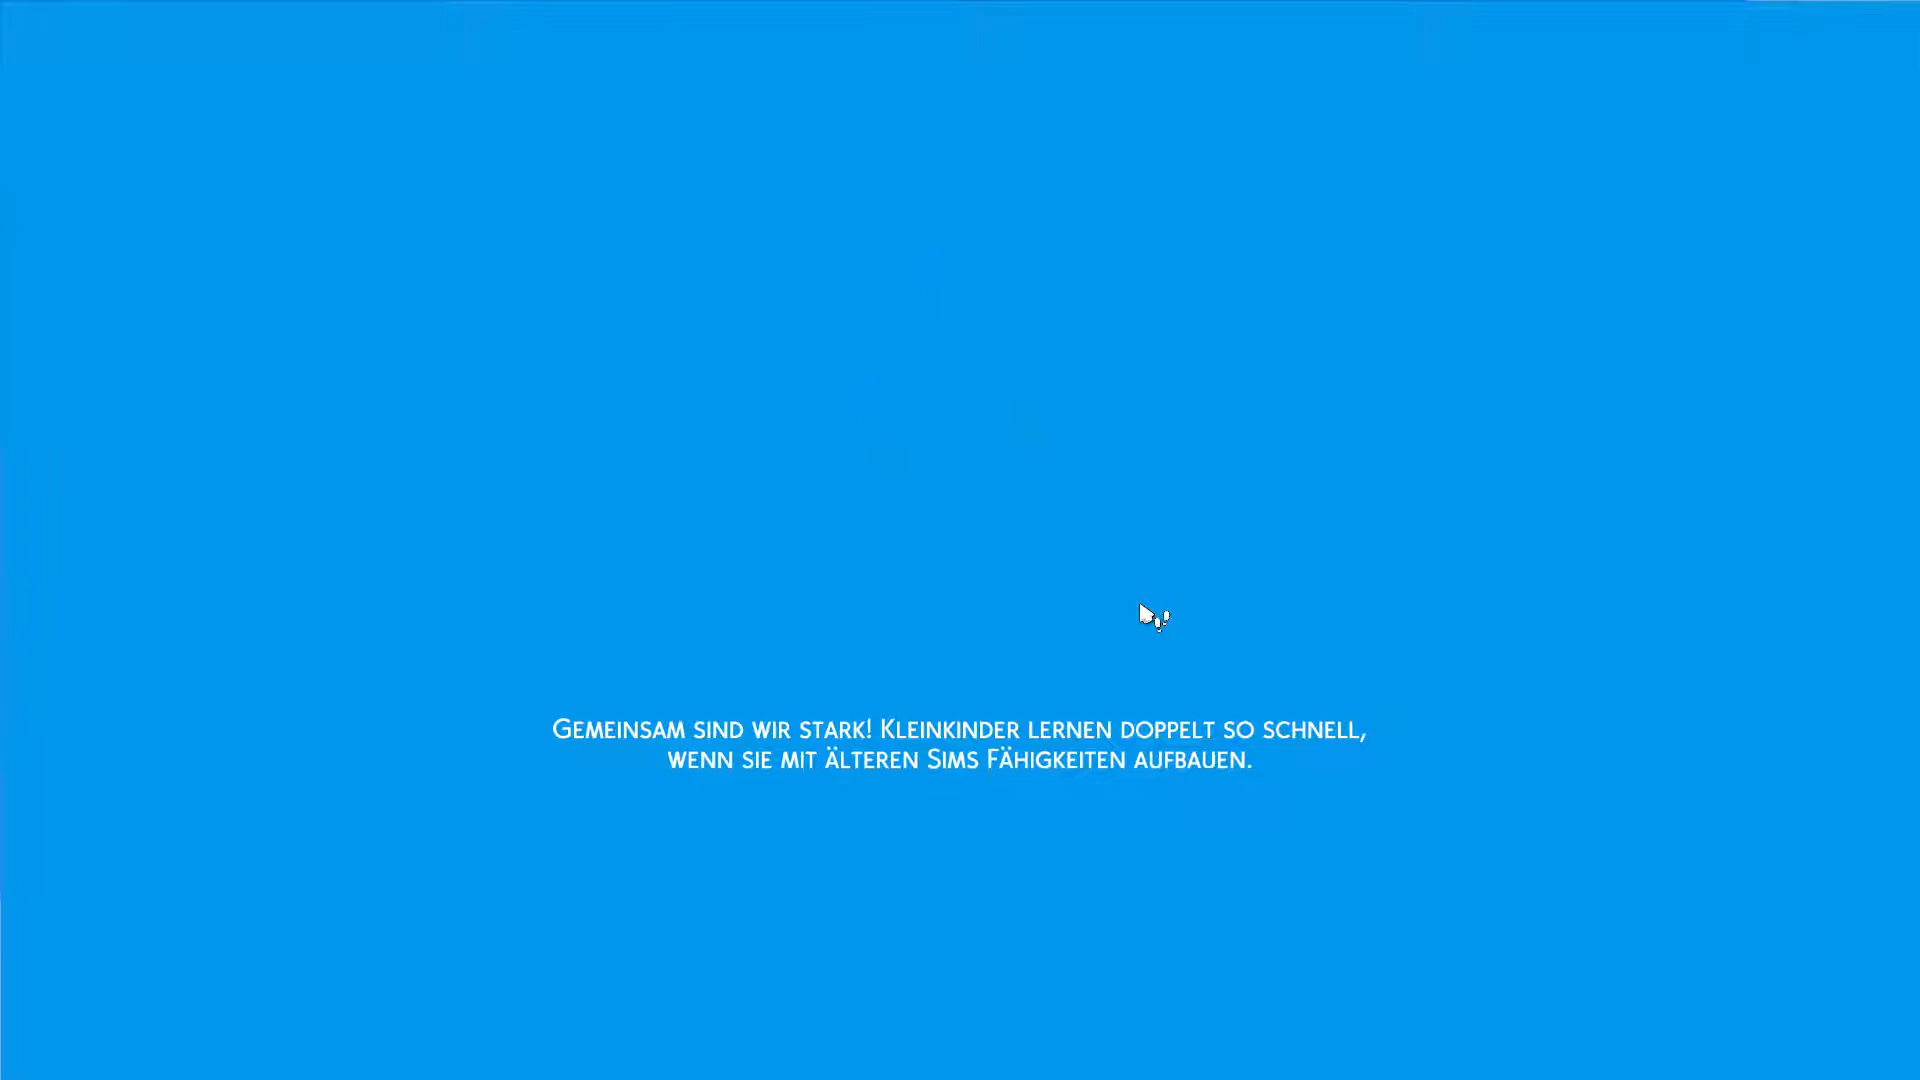 Gemeinsam sind wir stark! Kleinkinder lernen doppelt so schnell,
wenn sie mit älteren Sims Fähigkeiten aufbauen.